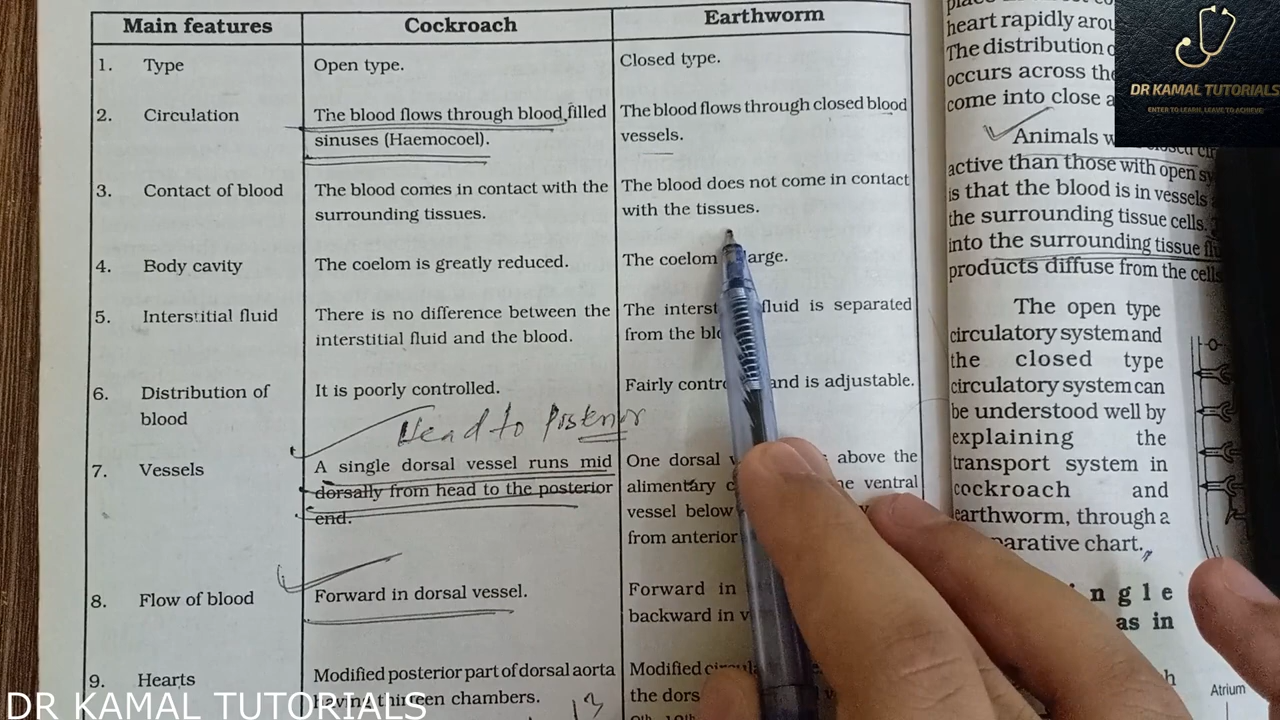 Main features Cockroach Earthworm
1. Type Open type. Closed type.
2. Circulation The blood flows through blood filled The blood flows through closed blood
sinuses (Haemocoel). vessels.
3. Contact of blood The blood comes in contact with the The blood does not come in contact
surrounding tissues. with the tissues.
4. Body cavity The coelom is greatly reduced. The coelom large.
5. Interstitial fluid There is no difference between the The fluid is separated
interstitial fluid and the blood. from the
6. Distribution of It is poorly controlled. Fairly and is adjustable.
blood
Head to Posterior
7. Vessels A single dorsal vessel runs mid One dorsal above the
dorsally from head to the posterior alimentary ventral
end. vessel below
from anterior
8. Flow of blood Forward in dorsal vessel. Forward in
backward in
9. Hearts Modified posterior part of dorsal aorta Modified
having thirteen chambers. the
13
heart rapidly
The distribution
occurs across
come into close
Animals
active than those with open
is that the blood is in vessels
the surrounding tissue cells.
into the surrounding tissue
products diffuse from the cells
The open type
circulatory system and
the closed type
circulatory system can
be understood well by
explaining the
transport system in
cockroach and
earthworm, through a
chart.
as in
Atrium
DR KAMAL TUTORIALS
ENTER TO LEARN, LEAVE TO ACHIEVE
DR KAMAL TUTORIALS